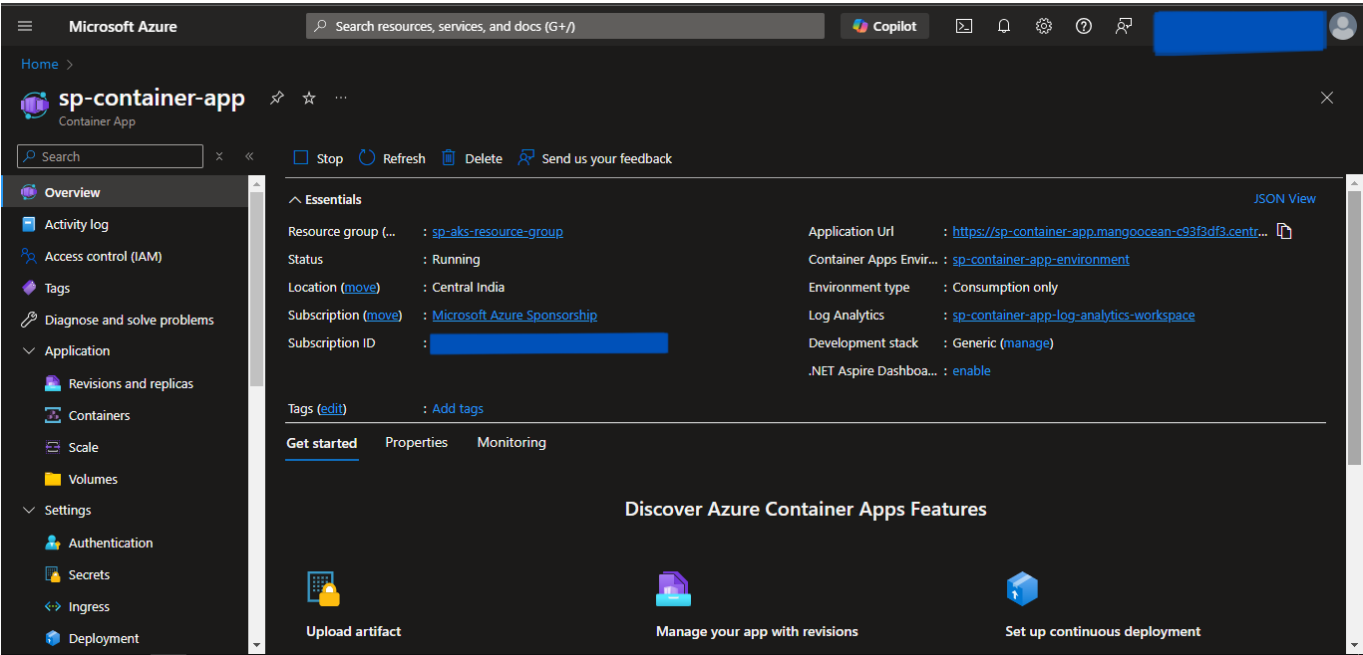 Microsoft Azure
Search resources, services, and docs (G+/)
Copilot
Home >
sp-container-app
Container App
Search
Stop
Refresh
Delete
Send us your feedback
Overview
Activity log
Access control (IAM)
Tags
Diagnose and solve problems
Application
Revisions and replicas
Containers
Scale
Volumes
Settings
Authentication
Secrets
Ingress
Deployment
Essentials
JSON View
Resource group (... : sp-aks-resource-group
Status : Running
Location (move) : Central India
Subscription (move) : Microsoft Azure Sponsorship
Subscription ID :
Application Url : https://sp-container-app.mangoocean-c93f3df3.centr...
Container Apps Envir... : sp-container-app-environment
Environment type : Consumption only
Log Analytics : sp-container-app-log-analytics-workspace
Development stack : Generic (manage)
.NET Aspire Dashboa... : enable
Tags (edit) : Add tags
Get started
Properties
Monitoring
Discover Azure Container Apps Features
Upload artifact
Manage your app with revisions
Set up continuous deployment